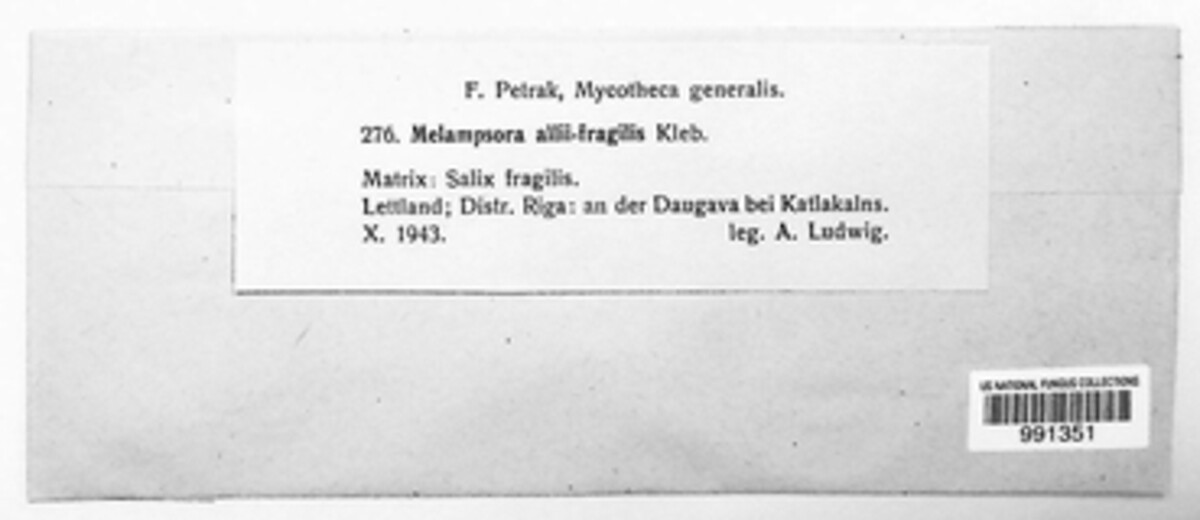 F. Petrak, Mycotheca generalis.
276. Melampsora allii-fragilis Kleb.
Matrix: Salix fragilis.
Lettland; Distr. Riga: an der Daugava bei Katlakalns.
X. 1943. leg. A. Ludwig.
US NATIONAL FUNGUS COLLECTIONS
991351